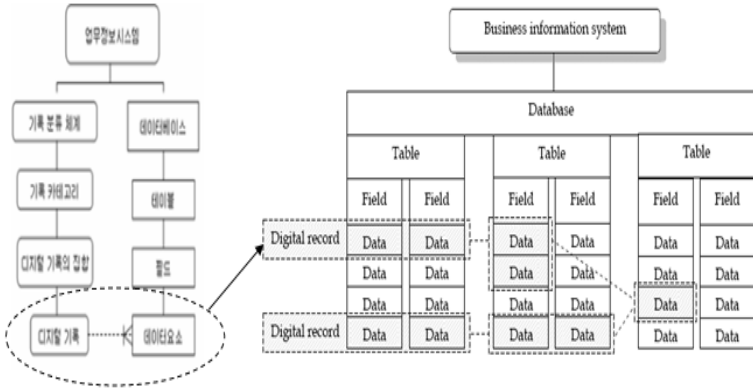 업무정보시스템
기록 분류 체계
데이터베이스
기록 카테고리
테이블
디지털 기록의 집합
필드
디지털 기록
데이터요소
Business information system
Database
Table Table Table
Field Field Field Field Field Field
Digital record Data Data Data Data Data Data
Data Data Data Data Data Data
Data Data Data Data Data Data
Digital record Data Data Data Data Data Data